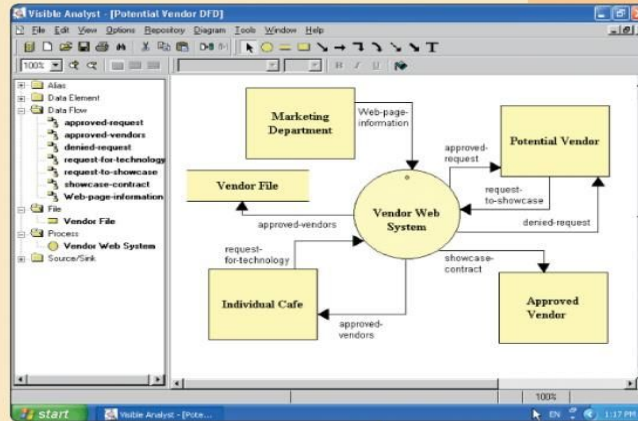 Visible Analyst - [Potential Vendor DFD]
File Edit View Options Repository Diagram Tools Window Help
T
100%
B I U
Alias
Data Element
Data Flow
approved-request
approved-vendors
denied-request
request-for-technology
request-to-showcase
showcase-contract
Web-page-information
File
Vendor File
Process
Vendor Web System
Source/Sink
Marketing
Department
Web-page-
information
approved-
request
Potential Vendor
Vendor File
request-
to-showcase
Vendor Web
System
approved-vendors
denied-request
request-
for-technology
showcase-
contract
Individual Cafe
approved-
vendors
Approved
Vendor
100%
start
Visible Analyst - [Pote...
EN
1:17 PM